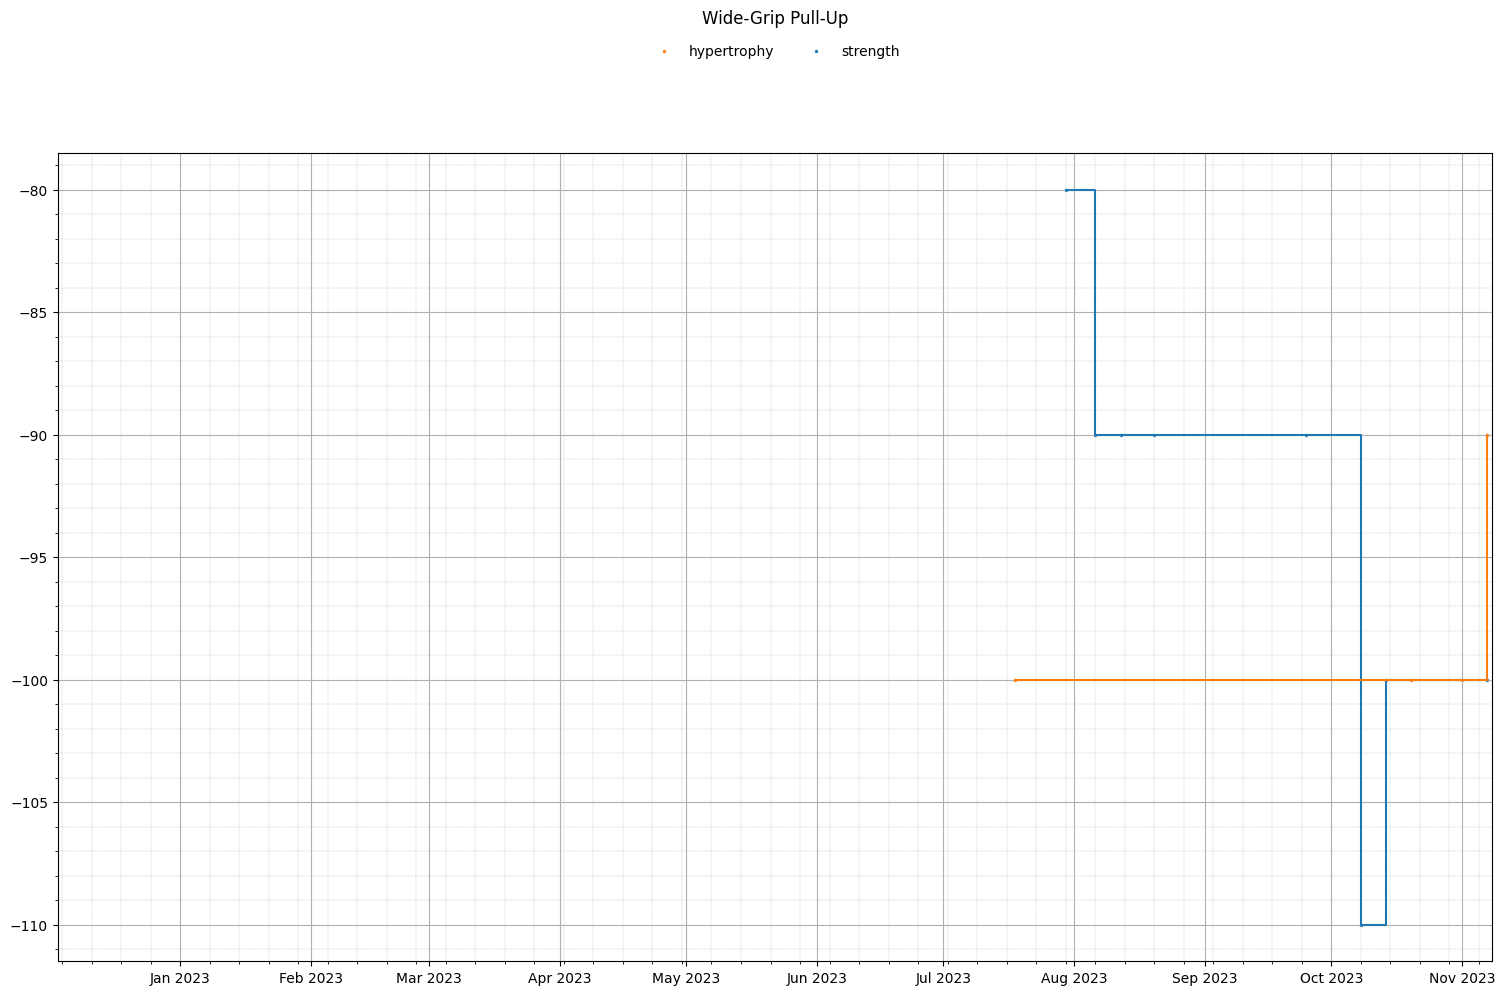 Wide-Grip Pull-Up
hypertrophy strength
−80
−85
−90
−95
−100
−105
−110
Jan 2023 Feb 2023 Mar 2023 Apr 2023 May 2023 Jun 2023 Jul 2023 Aug 2023 Sep 2023 Oct 2023 Nov 2023